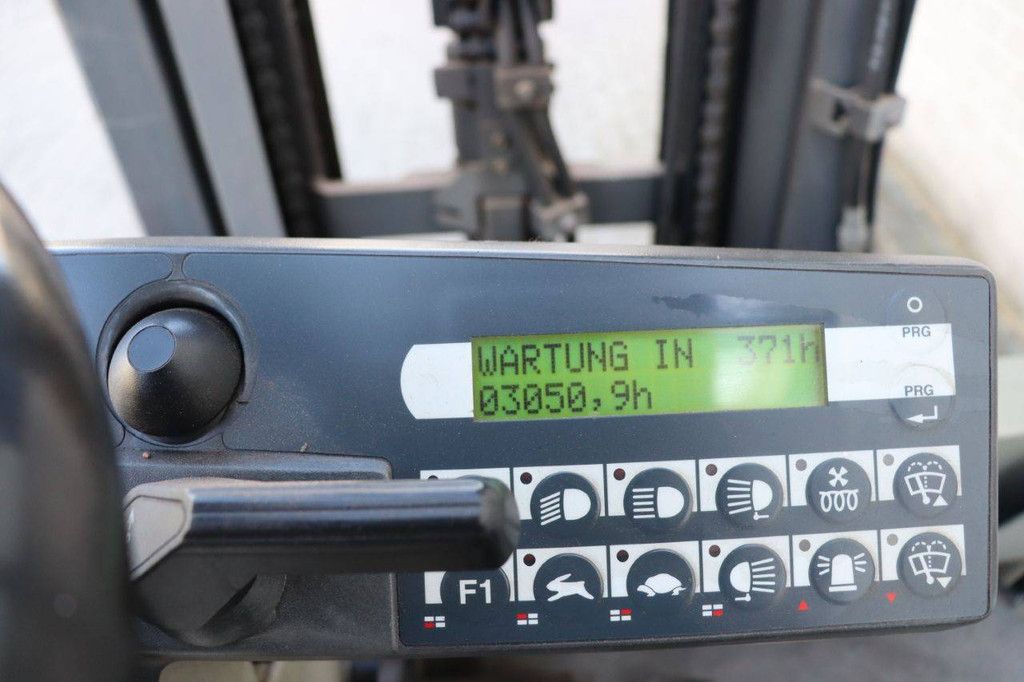 WARTUNG IN 371h
03050,9h
PRG
PRG
F1